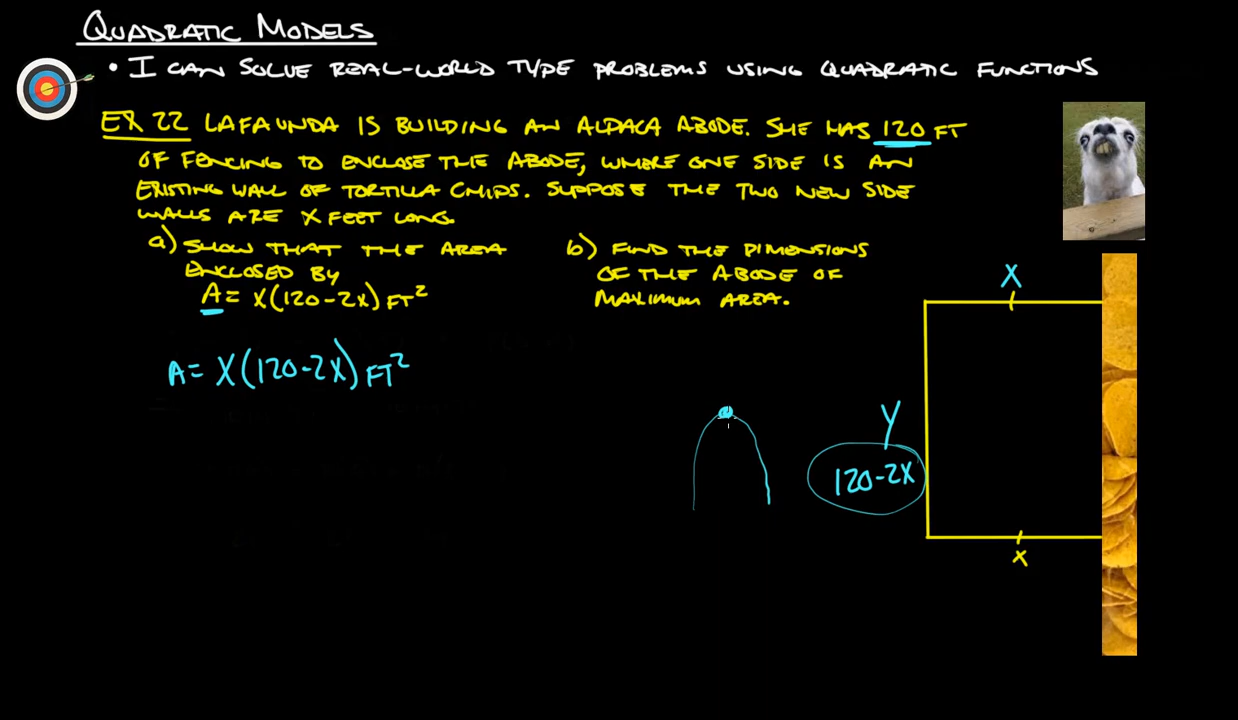 QUADRATIC MODELS
• I CAN SOLVE REAL-WORLD TYPE PROBLEMS USING QUADRATIC FUNCTIONS
EX 22 LAFAUNDA IS BUILDING AN ALPACA ABODE. SHE HAS 120 FT
OF FENCING TO ENCLOSE THE ABODE, WHERE ONE SIDE IS AN
EXISTING WALL OF TORTILLA CHIPS. SUPPOSE THE TWO NEW SIDE
WALLS ARE X FEET LONG.
a) SHOW THAT THE AREA
ENCLOSED BY
A = X(120-2X) FT²
b) FIND THE DIMENSIONS
OF THE ABODE OF
MAXIMUM AREA.
X
A = X(120-2X) FT²
Y
120-2X
X